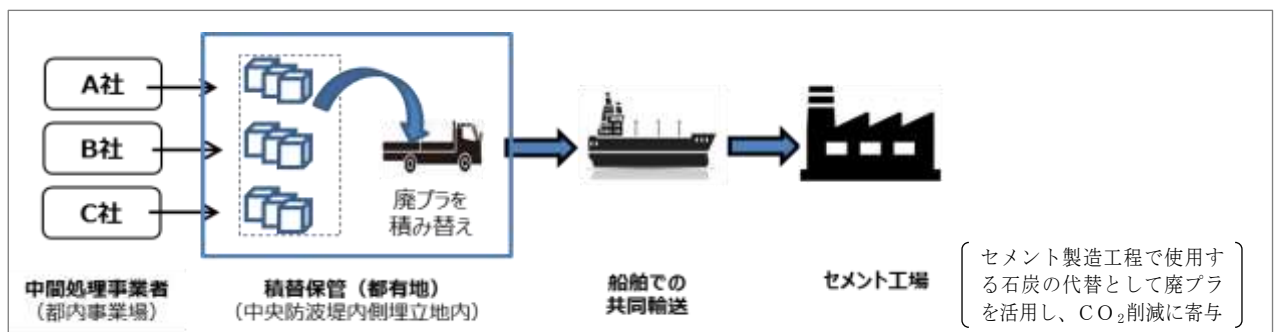 A社
B社
C社
廃プラを
積み替え
中間処理事業者
（都内事業場）
積替保管（都有地）
（中央防波堤内側埋立地内）
船舶での
共同輸送
セメント工場
セメント製造工程で使用す
る石炭の代替として廃プラ
を活用し、ＣＯ₂削減に寄与